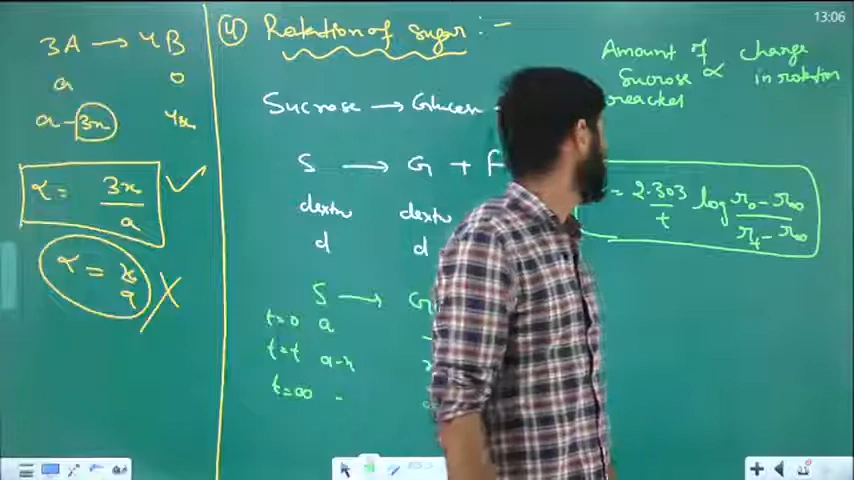 3A → 4B
a 0
a - 3x 4x
α = 3x/a ✓
α = x/a ✗
(4) Rotation of Sugar :-
Sucrose → Glucose
S → G + F
dextro dextro
d d
S → G
t=0 a
t=t a-x
t=∞ -
Amount of Sucrose reacted ∝ change in rotation
= 2.303/t log r₀ - r∞ / rₜ - r∞
13:06